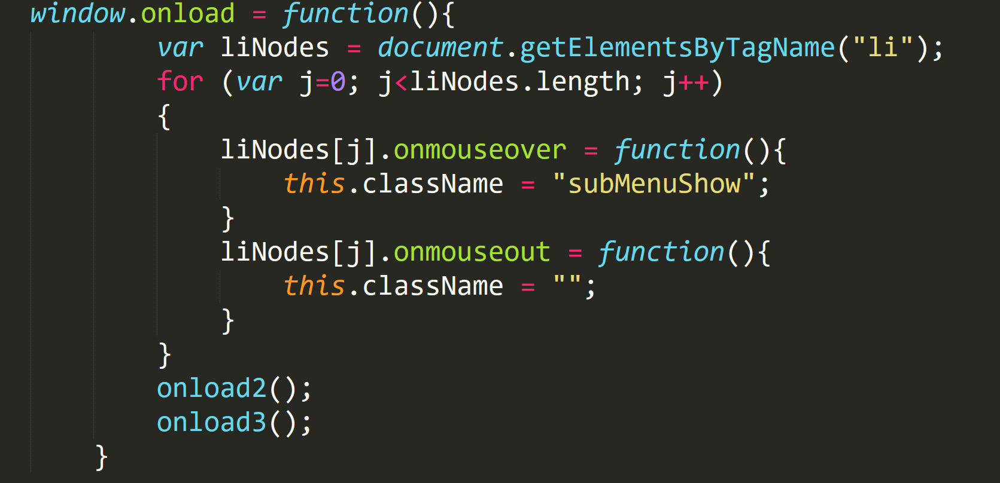 window.onload = function(){
var liNodes = document.getElementsByTagName("li");
for (var j=0; j<liNodes.length; j++)
{
liNodes[j].onmouseover = function(){
this.className = "subMenuShow";
}
liNodes[j].onmouseout = function(){
this.className = "";
}
}
onload2();
onload3();
}